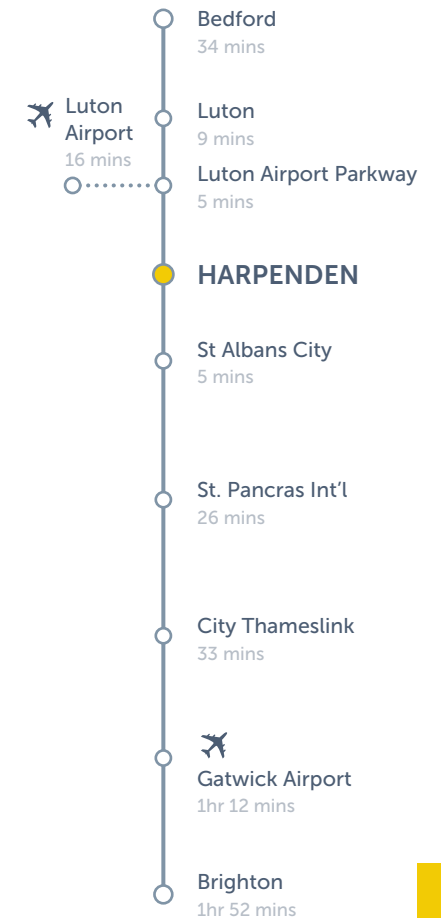 Bedford
34 mins
Luton
Airport
16 mins
Luton
9 mins
Luton Airport Parkway
5 mins
HARPENDEN
St Albans City
5 mins
St. Pancras Int’l
26 mins
City Thameslink
33 mins
Gatwick Airport
1hr 12 mins
Brighton
1hr 52 mins